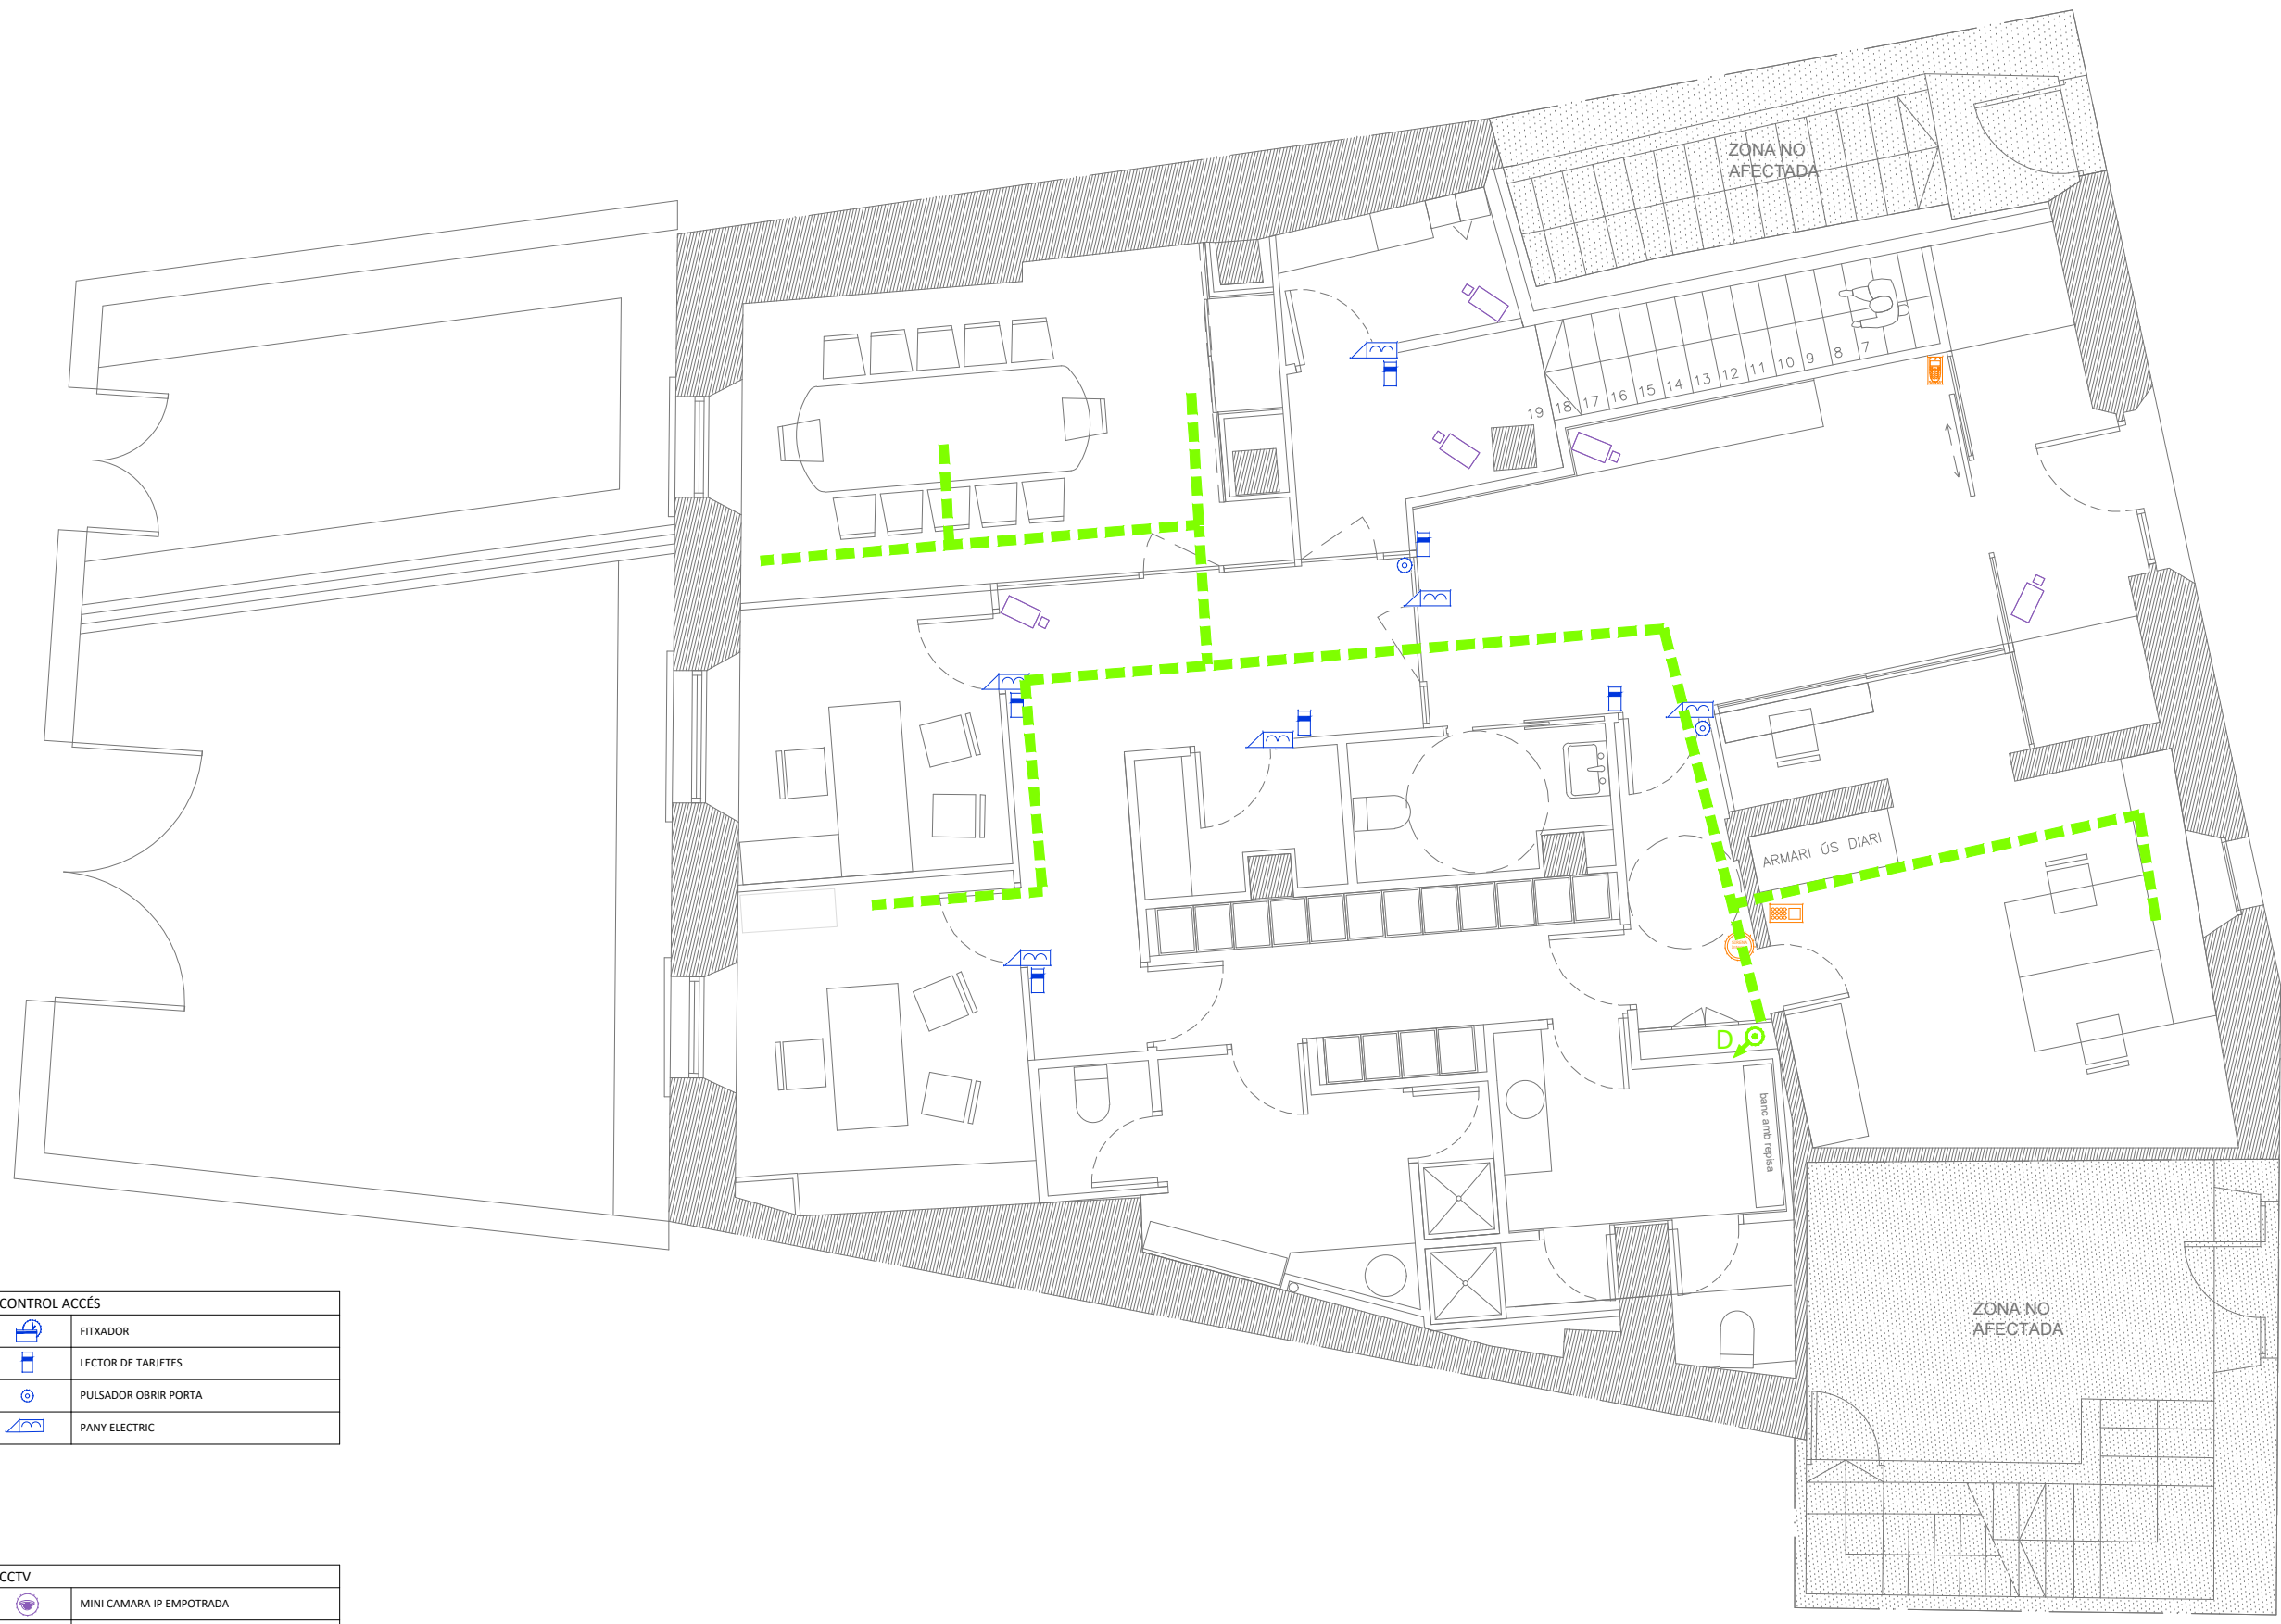 ZONA NO
AFECTADA
19 18 17 16 15 14 13 12 11 10 9 8 7
ARMARI ÚS DIARI
D
banc amb repisa
ZONA NO
AFECTADA
CONTROL ACCÉS
FITXADOR
LECTOR DE TARJETES
PULSADOR OBRIR PORTA
PANY ELECTRIC
CCTV
MINI CAMARA IP EMPOTRADA